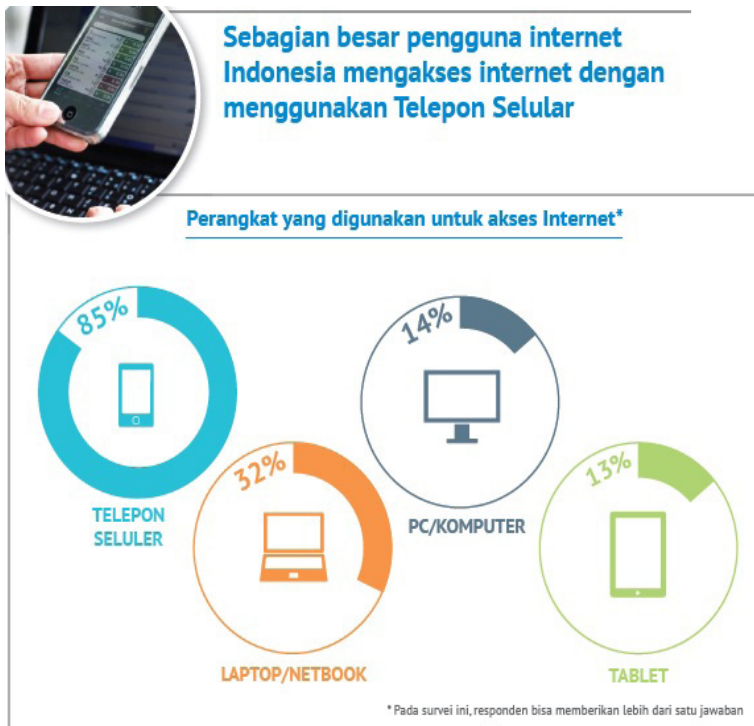 Sebagian besar pengguna internet
Indonesia mengakses internet dengan
menggunakan Telepon Selular
Perangkat yang digunakan untuk akses Internet*
85%
TELEPON
SELULER
32%
LAPTOP/NETBOOK
14%
PC/KOMPUTER
13%
TABLET
* Pada survei ini, responden bisa memberikan lebih dari satu jawaban